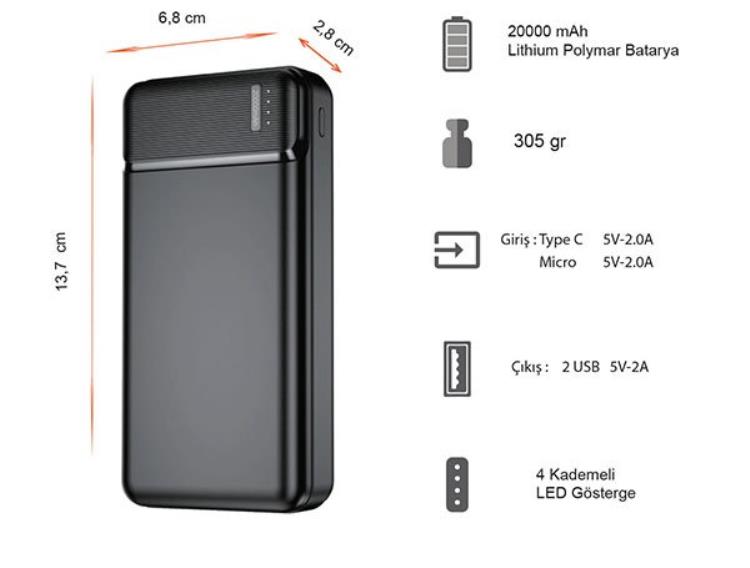 6,8 cm
2,8 cm
13,7 cm
20000 mAh
Lithium Polymar Batarya
305 gr
Giriş : Type C 5V-2.0A
Micro 5V-2.0A
Çıkış : 2 USB 5V-2A
4 Kademeli
LED Gösterge